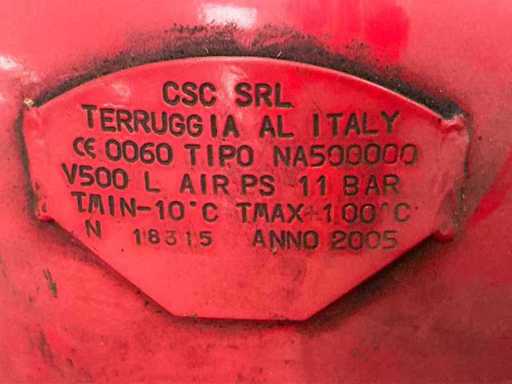 CSC SRL
TERRUGGIA AL ITALY
CE 0060 TIPO NA500000
V500 L AIR PS 11 BAR
T.MIN-10°C TMAX+100°C
N 18315 ANNO 2005